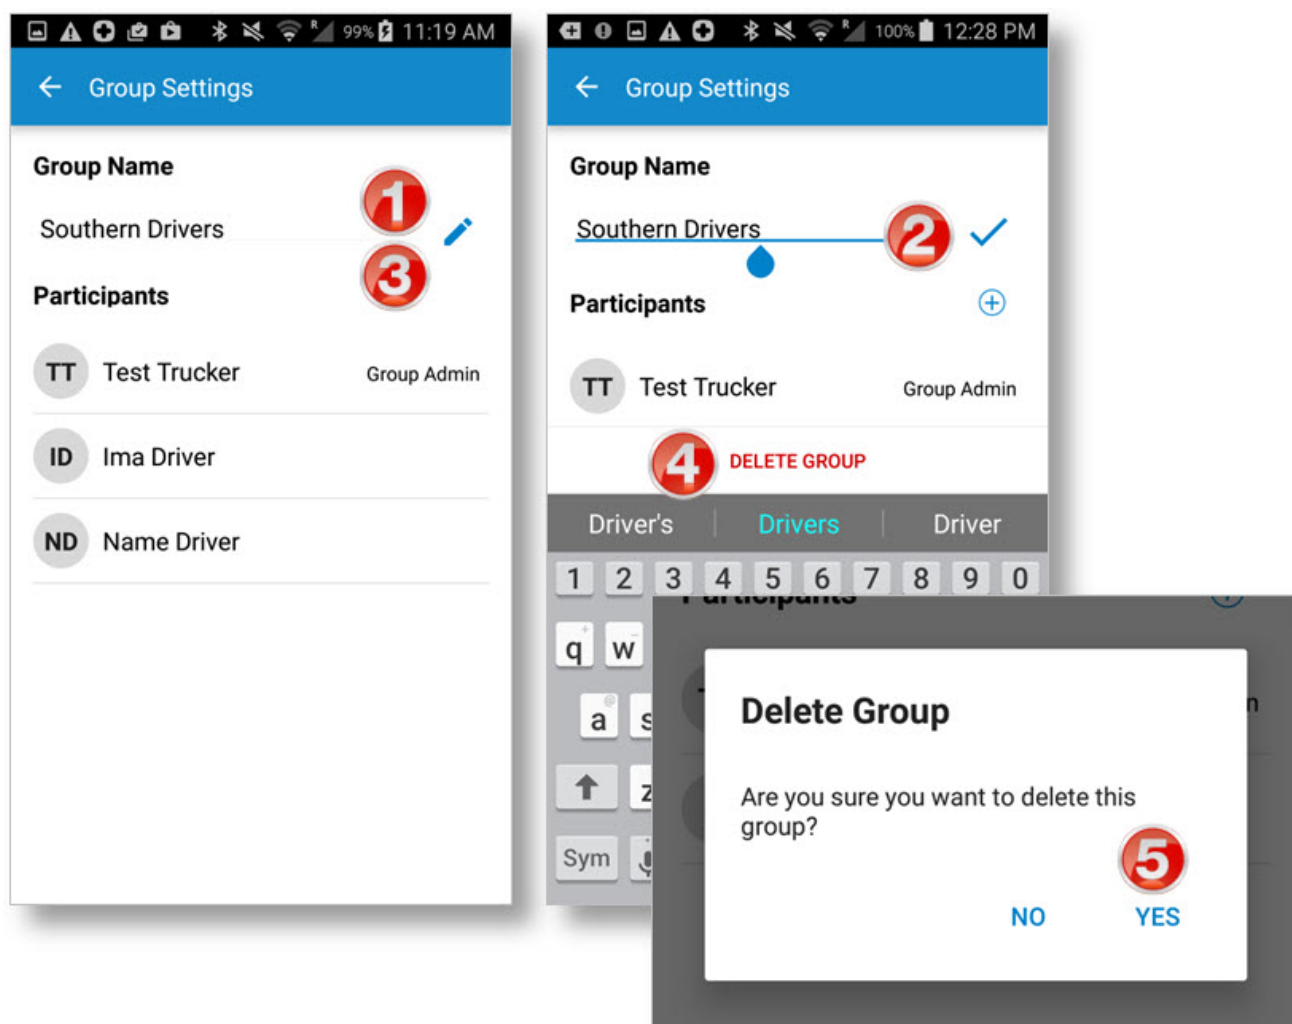 R 99% 11:19 AM
Group Settings
Group Name
1
Southern Drivers
3
Participants
TT Test Trucker Group Admin
ID Ima Driver
ND Name Driver
R 100% 12:28 PM
Group Settings
Group Name
Southern Drivers 2
Participants
TT Test Trucker Group Admin
4 DELETE GROUP
Driver's Drivers Driver
1 2 3 4 5 6 7 8 9 0
q w
a s
z
Sym
Participants
Delete Group
Are you sure you want to delete this
group?
5
NO YES